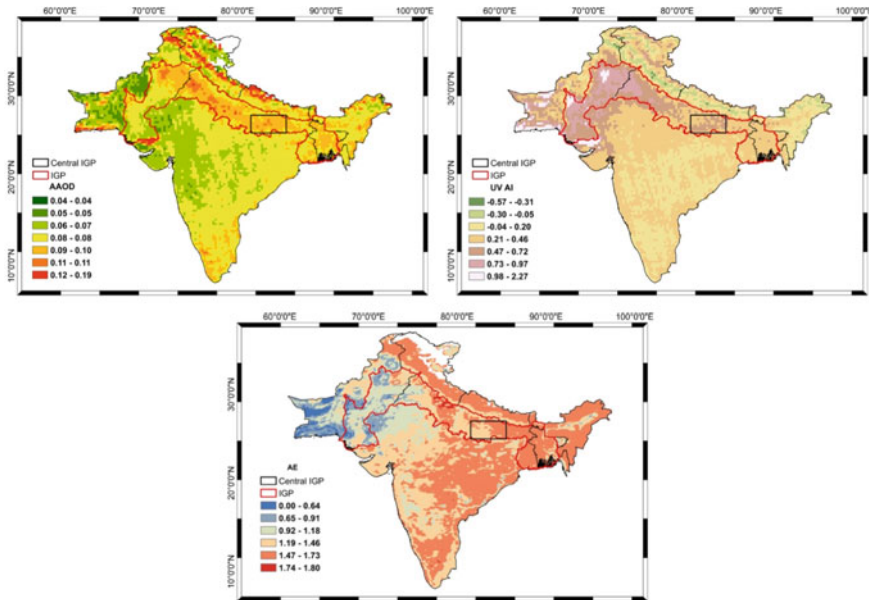 60°0'0"E 70°0'0"E 80°0'0"E 90°0'0"E 100°0'0"E
30°0'0"N
20°0'0"N
10°0'0"N
Central IGP
IGP
AAOD
0.04 - 0.04
0.05 - 0.05
0.06 - 0.07
0.08 - 0.08
0.09 - 0.10
0.11 - 0.11
0.12 - 0.19
60°0'0"E 70°0'0"E 80°0'0"E 90°0'0"E 100°0'0"E
30°0'0"N
20°0'0"N
10°0'0"N
Central IGP
IGP
UV AI
-0.57 - -0.31
-0.30 - -0.05
-0.04 - 0.20
0.21 - 0.46
0.47 - 0.72
0.73 - 0.97
0.98 - 2.27
60°0'0"E 70°0'0"E 80°0'0"E 90°0'0"E 100°0'0"E
30°0'0"N
20°0'0"N
10°0'0"N
AE
Central IGP
IGP
0.00 - 0.64
0.65 - 0.91
0.92 - 1.18
1.19 - 1.46
1.47 - 1.73
1.74 - 1.80